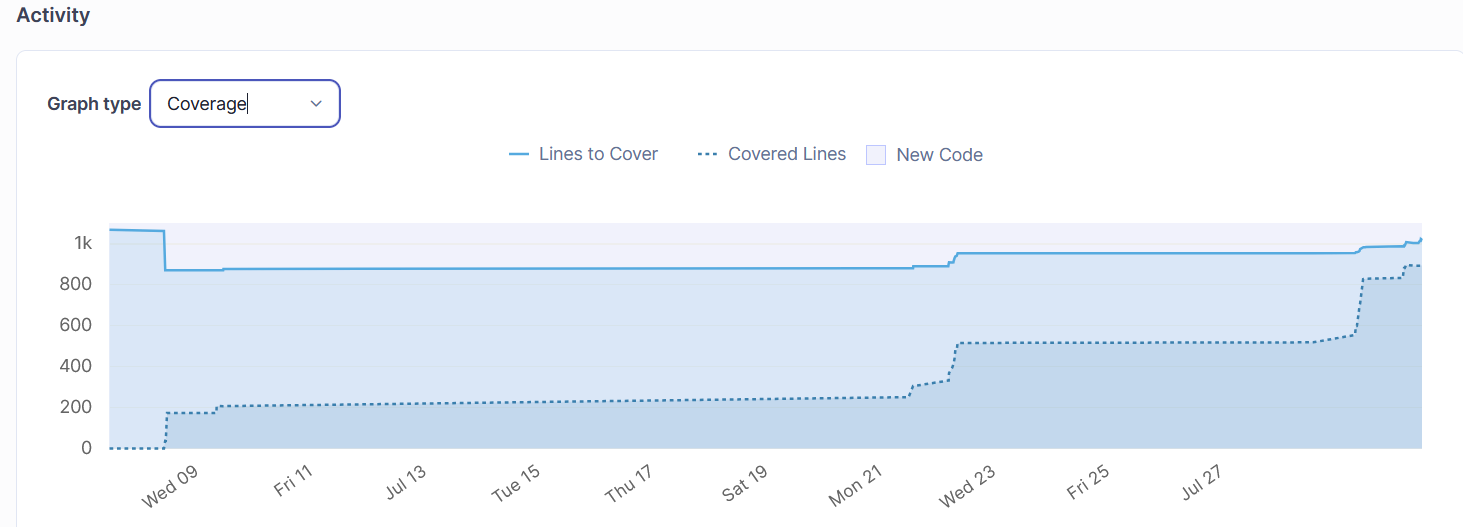 Activity
Graph type Coverage
Lines to Cover Covered Lines New Code
1k
800
600
400
200
0
Wed 09 Fri 11 Jul 13 Tue 15 Thu 17 Sat 19 Mon 21 Wed 23 Fri 25 Jul 27